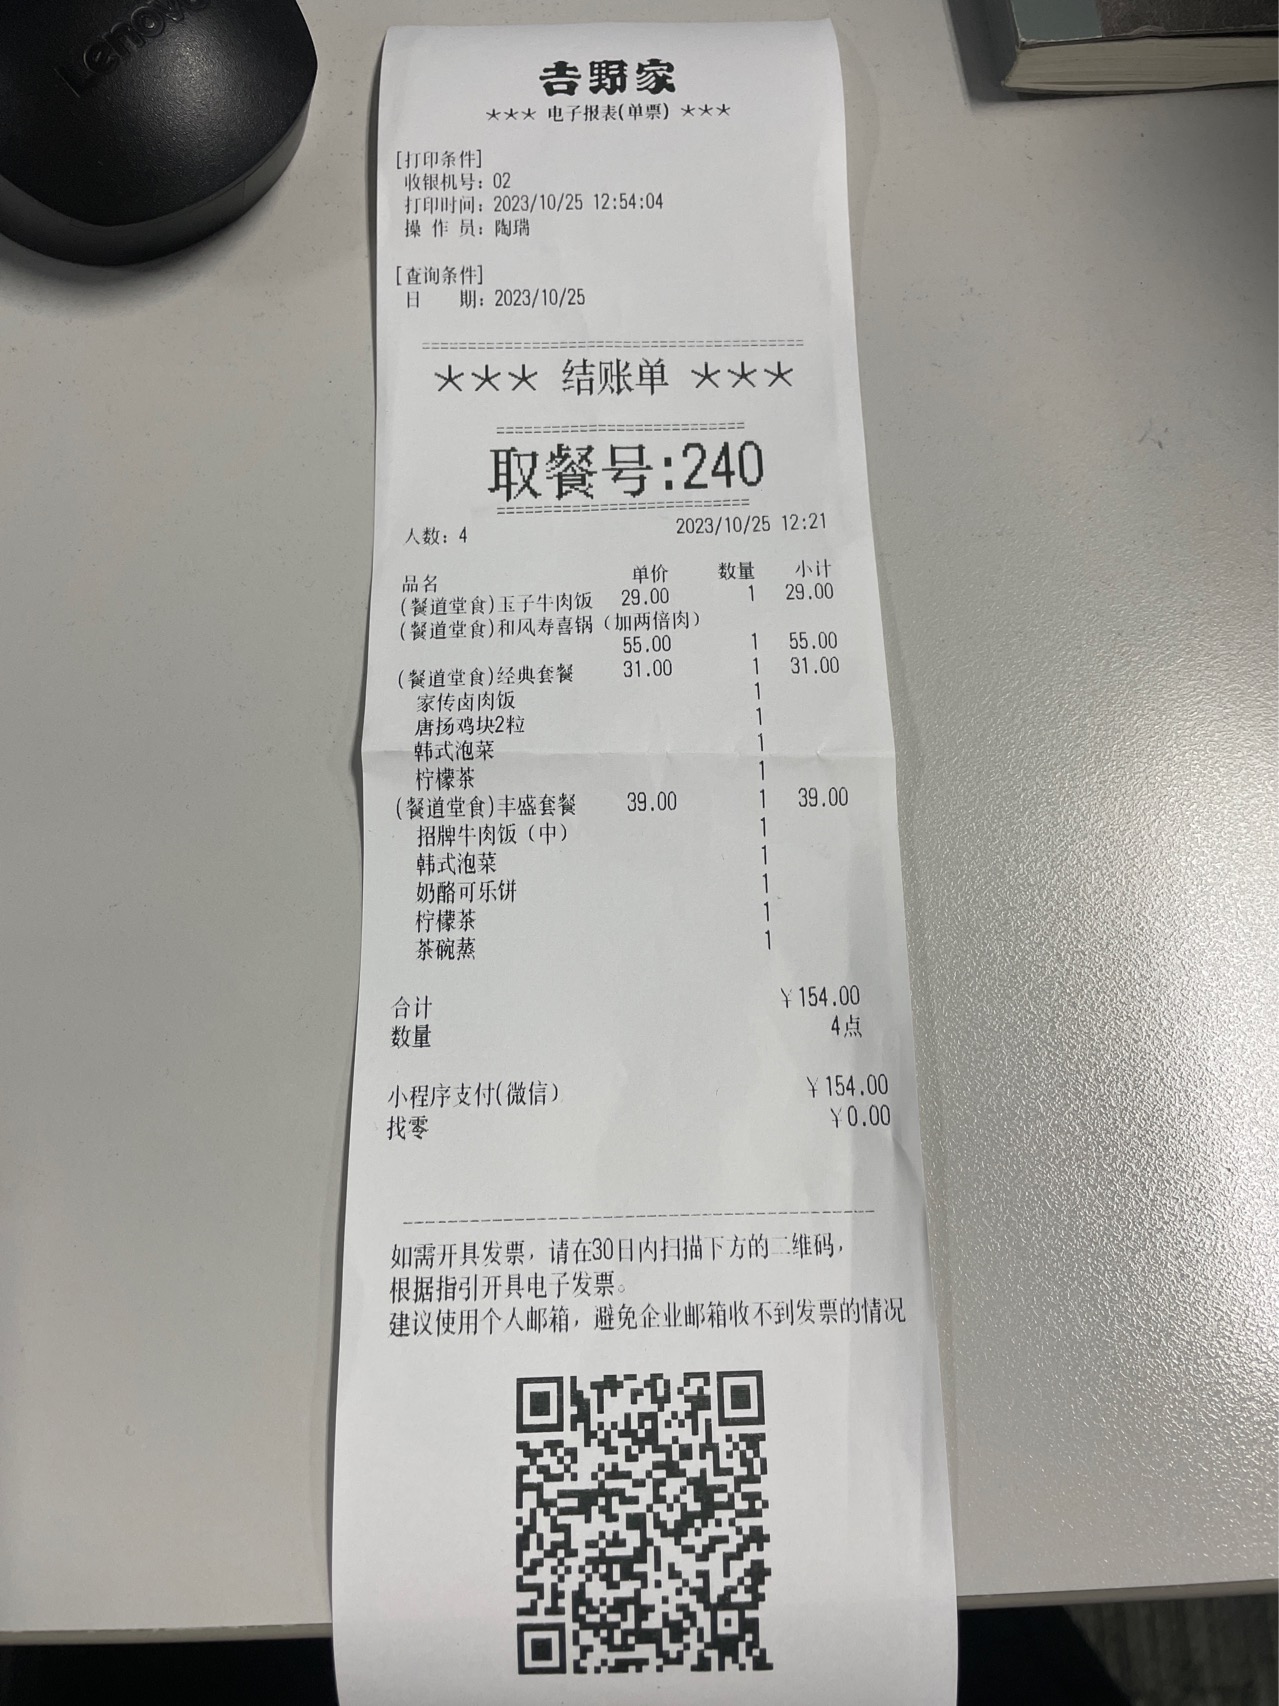 Lenovo
吉野家
*** 电子报表(单票) ***
[打印条件]
收银机号: 02
打印时间: 2023/10/25 12:54:04
操 作 员: 陶瑞
[查询条件]
日 期: 2023/10/25
*** 结账单 ***
取餐号:240
人数: 4 2023/10/25 12:21
品名 单价 数量 小计
(餐道堂食)玉子牛肉饭 29.00 1 29.00
(餐道堂食)和风寿喜锅（加两倍肉）
55.00 1 55.00
(餐道堂食)经典套餐 31.00 1 31.00
家传卤肉饭 1
唐扬鸡块2粒 1
韩式泡菜 1
柠檬茶 1
(餐道堂食)丰盛套餐 39.00 1 39.00
招牌牛肉饭（中） 1
韩式泡菜 1
奶酪可乐饼 1
柠檬茶 1
茶碗蒸 1
合计 ¥154.00
数量 4点
小程序支付(微信) ¥154.00
找零 ¥0.00
如需开具发票，请在30日内扫描下方的二维码，
根据指引开具电子发票。
建议使用个人邮箱，避免企业邮箱收不到发票的情况